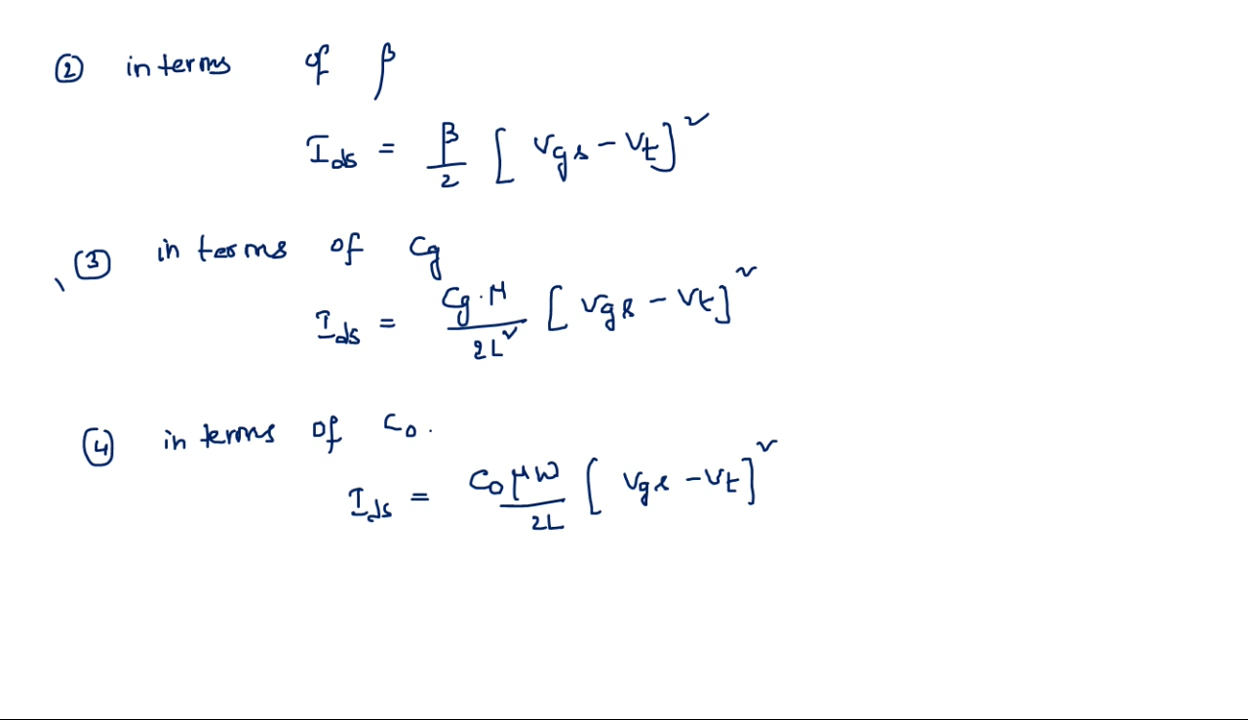 ② in terms of β
Ids = β/2 [Vgs - Vt]²
③ in terms of Cg
Ids = Cg.μ/2L² [Vgs - Vt]²
④ in terms of C₀.
Ids = C₀μW/2L [Vgs - Vt]²